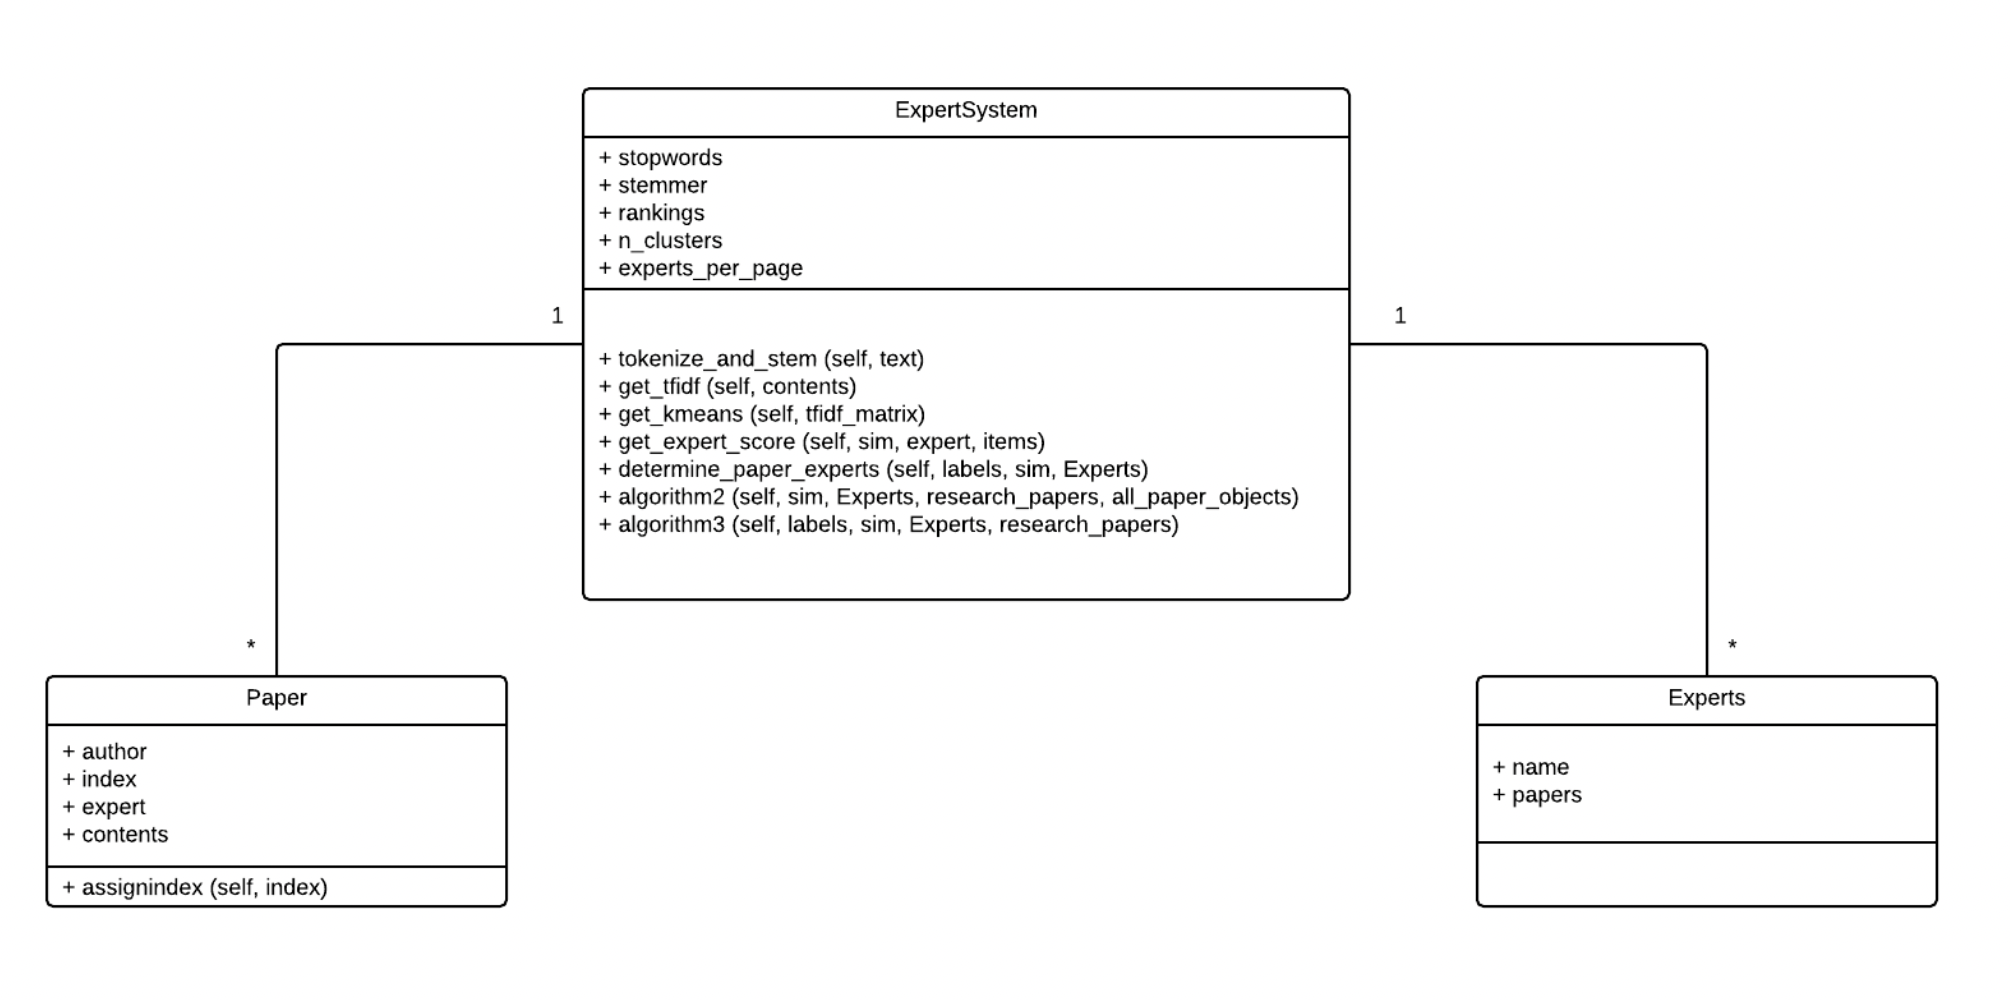 ExpertSystem
+ stopwords
+ stemmer
+ rankings
+ n_clusters
+ experts_per_page
1
1
+ tokenize_and_stem (self, text)
+ get_tfidf (self, contents)
+ get_kmeans (self, tfidf_matrix)
+ get_expert_score (self, sim, expert, items)
+ determine_paper_experts (self, labels, sim, Experts)
+ algorithm2 (self, sim, Experts, research_papers, all_paper_objects)
+ algorithm3 (self, labels, sim, Experts, research_papers)
*
*
Paper
+ author
+ index
+ expert
+ contents
+ assignindex (self, index)
Experts
+ name
+ papers